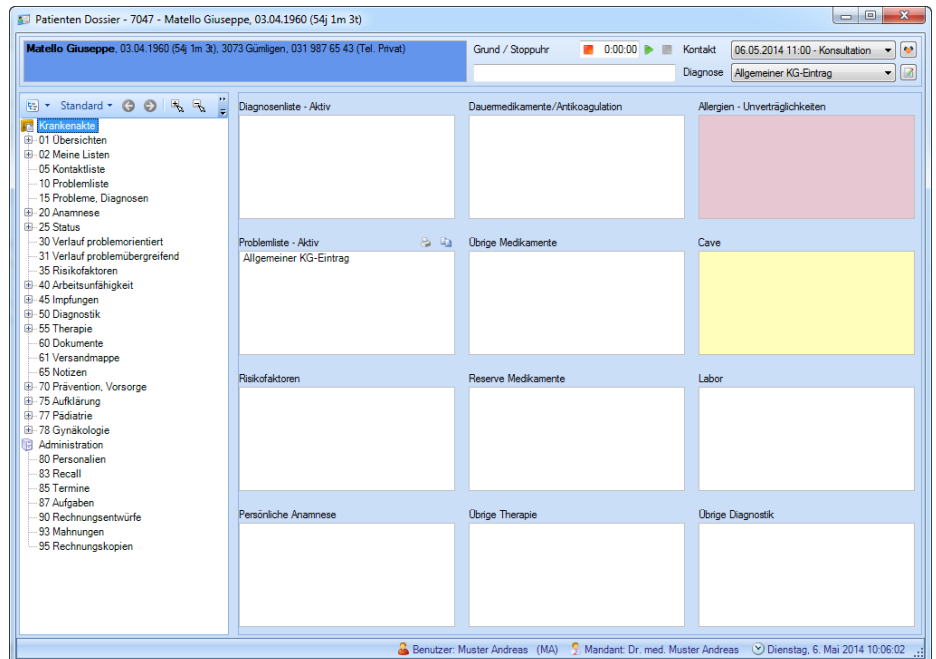 Patienten Dossier - 7047 - Matello Giuseppe, 03.04.1960 (54j 1m 3t)
Matello Giuseppe, 03.04.1960 (54j 1m 3t), 3073 Gümligen, 031 987 65 43 (Tel. Privat)
Grund / Stoppuhr
0:00:00
Kontakt
06.05.2014 11:00 - Konsultation
Diagnose
Allgemeiner KG-Eintrag
Standard
Krankenakte
01 Übersichten
02 Meine Listen
05 Kontaktliste
10 Problemliste
15 Probleme, Diagnosen
20 Anamnese
25 Status
30 Verlauf problemorientiert
31 Verlauf problemübergreifend
35 Risikofaktoren
40 Arbeitsunfähigkeit
45 Impfungen
50 Diagnostik
55 Therapie
60 Dokumente
61 Versandmappe
65 Notizen
70 Prävention, Vorsorge
75 Aufklärung
77 Pädiatrie
78 Gynäkologie
Administration
80 Personalien
83 Recall
85 Termine
87 Aufgaben
90 Rechnungsentwürfe
93 Mahnungen
95 Rechnungskopien
Diagnosenliste - Aktiv
Dauermedikamente/Antikoagulation
Allergien - Unverträglichkeiten
Problemliste - Aktiv
Allgemeiner KG-Eintrag
Übrige Medikamente
Cave
Risikofaktoren
Reserve Medikamente
Labor
Persönliche Anamnese
Übrige Therapie
Übrige Diagnostik
Benutzer: Muster Andreas (MA)
Mandant: Dr. med. Muster Andreas
Dienstag, 6. Mai 2014 10:06:02